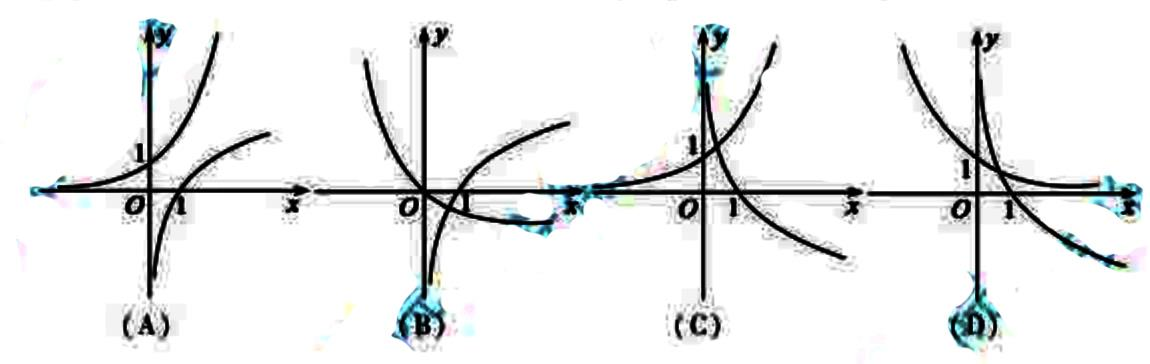 y y y y
1 1 1
O 1 x O 1 x O 1 x O 1 x
(A) (B) (C) (D)